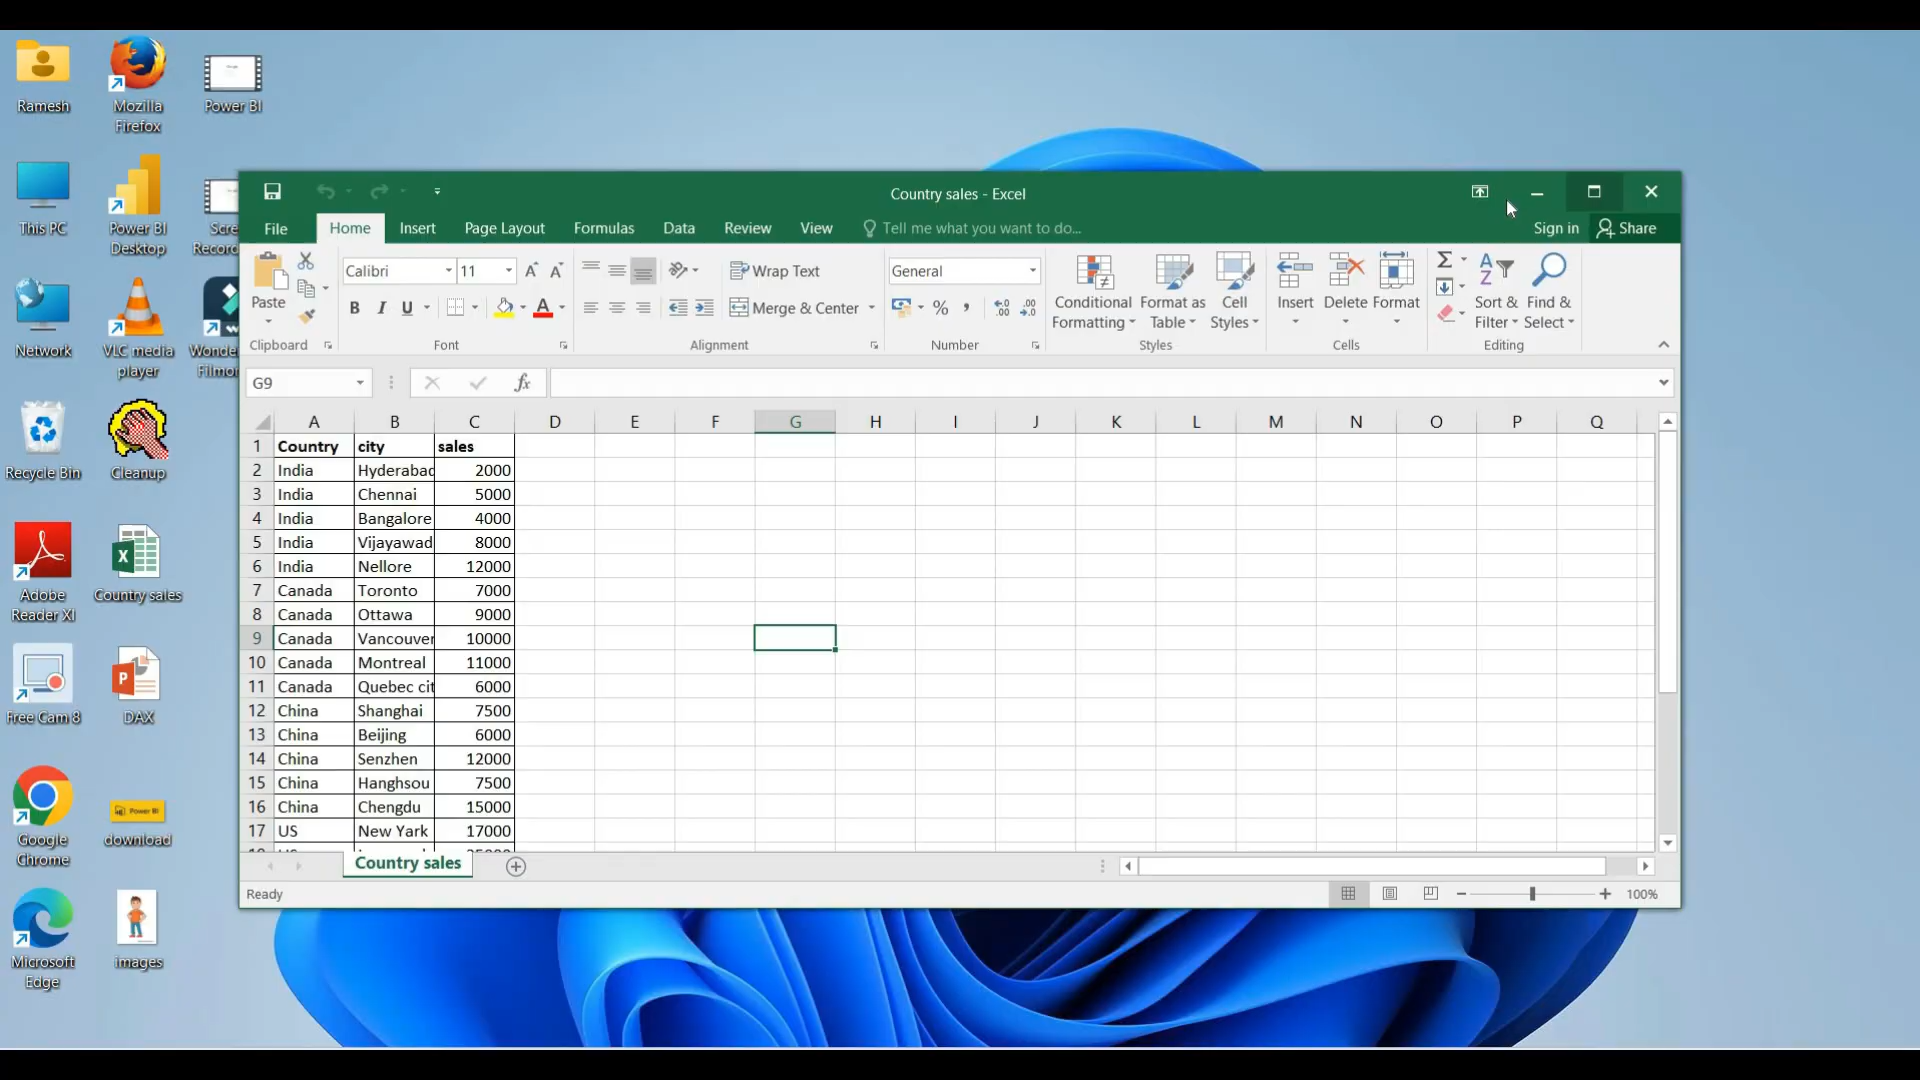 Ramesh
Mozilla
Firefox
Power BI
This PC
Power BI
Desktop
Scre
Record
Network
VLC media
player
Wonder
Filmor
Recycle Bin
Cleanup
Adobe
Reader XI
Country sales
Free Cam 8
DAX
Google
Chrome
Power BI
download
Microsoft
Edge
images
Country sales - Excel
File Home Insert Page Layout Formulas Data Review View Tell me what you want to do... Sign in Share
Paste
Clipboard
Calibri 11
B I U
Font
Wrap Text
Merge & Center
Alignment
General
%
Number
Conditional
Formatting
Format as
Table
Cell
Styles
Styles
Insert
Delete
Format
Cells
Sort &
Filter
Find &
Select
Editing
G9 fx
A B C D E F G H I J K L M N O P Q
1 Country city sales
2 India Hyderabad 2000
3 India Chennai 5000
4 India Bangalore 4000
5 India Vijayawad 8000
6 India Nellore 12000
7 Canada Toronto 7000
8 Canada Ottawa 9000
9 Canada Vancouver 10000
10 Canada Montreal 11000
11 Canada Quebec cit 6000
12 China Shanghai 7500
13 China Beijing 6000
14 China Senzhen 12000
15 China Hanghsou 7500
16 China Chengdu 15000
17 US New Yark 17000
Country sales
Ready 100%